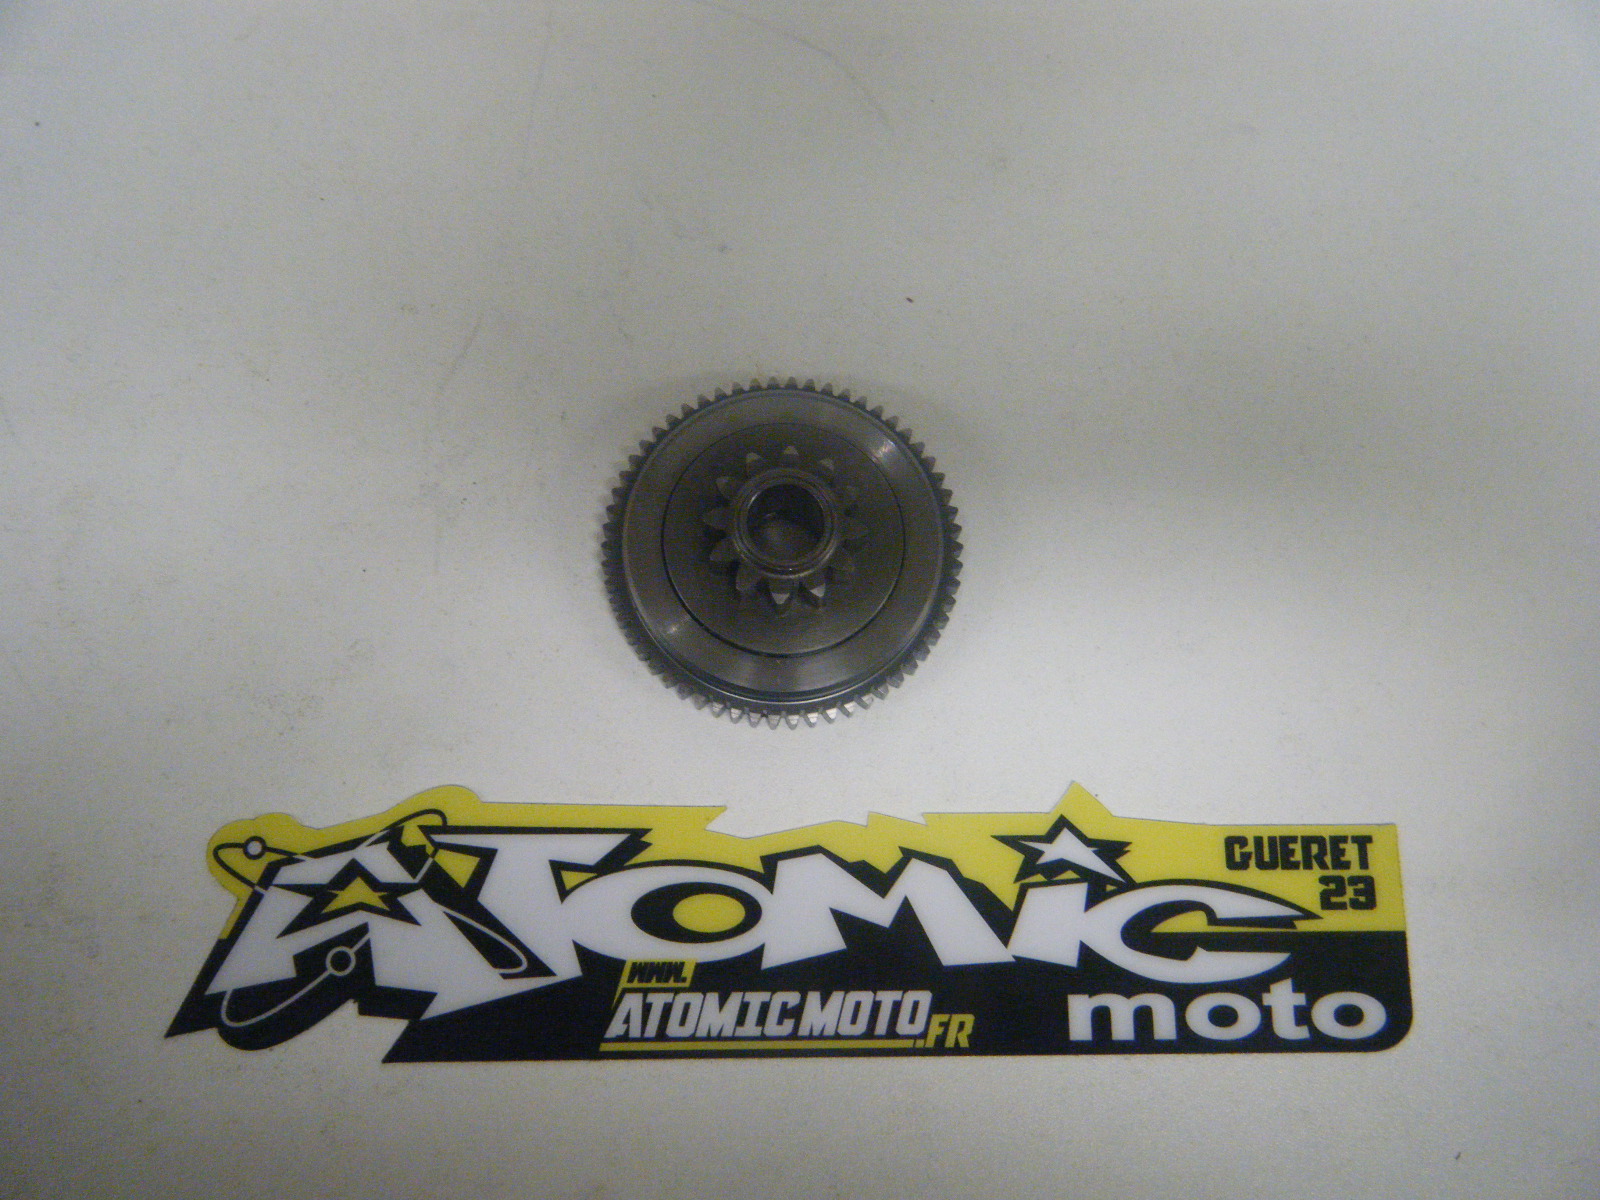 ATOMIC
GUERET
23
WWW.
ATOMICMOTO.FR
moto